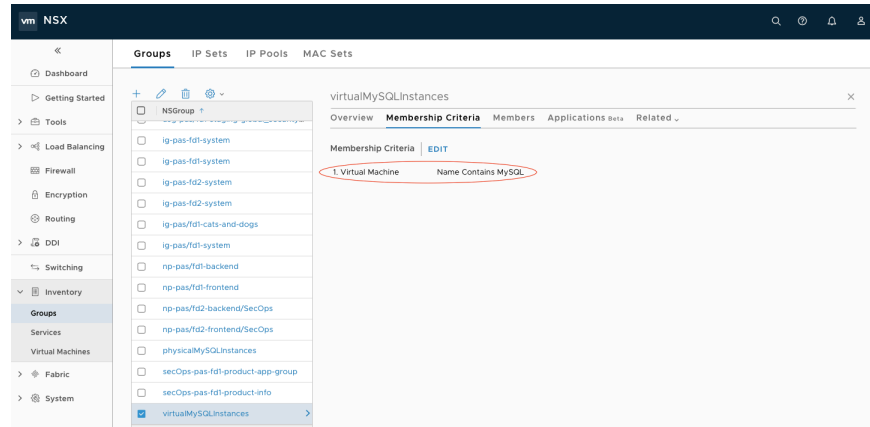 vm NSX
Groups IP Sets IP Pools MAC Sets
Dashboard
Getting Started
Tools
Load Balancing
Firewall
Encryption
Routing
DDI
Switching
Inventory
Groups
Services
Virtual Machines
Fabric
System
NSGroup ↑
ig-pas-fd1-system
ig-pas-fd1-system
ig-pas-fd2-system
ig-pas-fd2-system
ig-pas/fd1-cats-and-dogs
ig-pas/fd1-system
np-pas/fd1-backend
np-pas/fd1-frontend
np-pas/fd2-backend/SecOps
np-pas/fd2-frontend/SecOps
physicalMySQLInstances
secOps-pas-fd1-product-app-group
secOps-pas-fd1-product-info
virtualMySQLInstances
virtualMySQLInstances
Overview Membership Criteria Members Applications Beta Related
Membership Criteria EDIT
1. Virtual Machine Name Contains MySQL